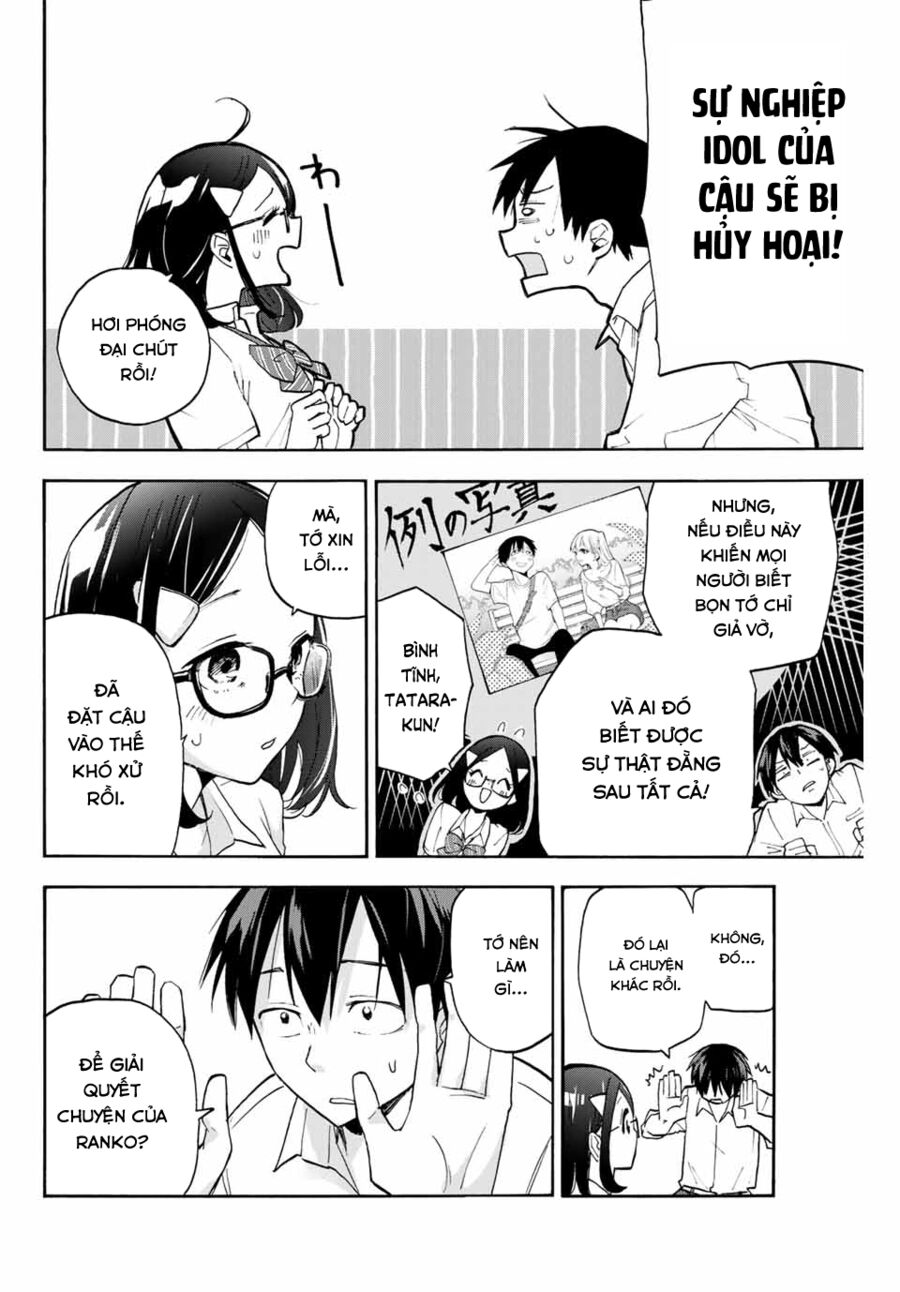 SỰ NGHIỆP
IDOL CỦA
CẬU SẼ BỊ
HỦY HOẠI!
わー
HƠI PHÓNG
ĐẠI CHÚT
RỒI!
NHƯNG,
NẾU ĐIỀU NÀY
KHIẾN MỌI
NGƯỜI BIẾT
BỌN TỚ CHỈ
GIẢ VỜ,
VÀ AI ĐÓ
BIẾT ĐƯỢC
SỰ THẬT ĐẰNG
SAU TẤT CẢ!
例の写真
BÌNH
TĨNH,
TATARA-
KUN!
MÀ,
TỚ XIN
LỖI...
ĐÃ
ĐẶT CẬU
VÀO THẾ
KHÓ XỬ
RỒI.
KHÔNG,
ĐÓ...
ĐÓ LẠI
LÀ CHUYỆN
KHÁC RỒI.
TỚ NÊN
LÀM
GÌ...
ĐỂ GIẢI
QUYẾT
CHUYỆN CỦA
RANKO?